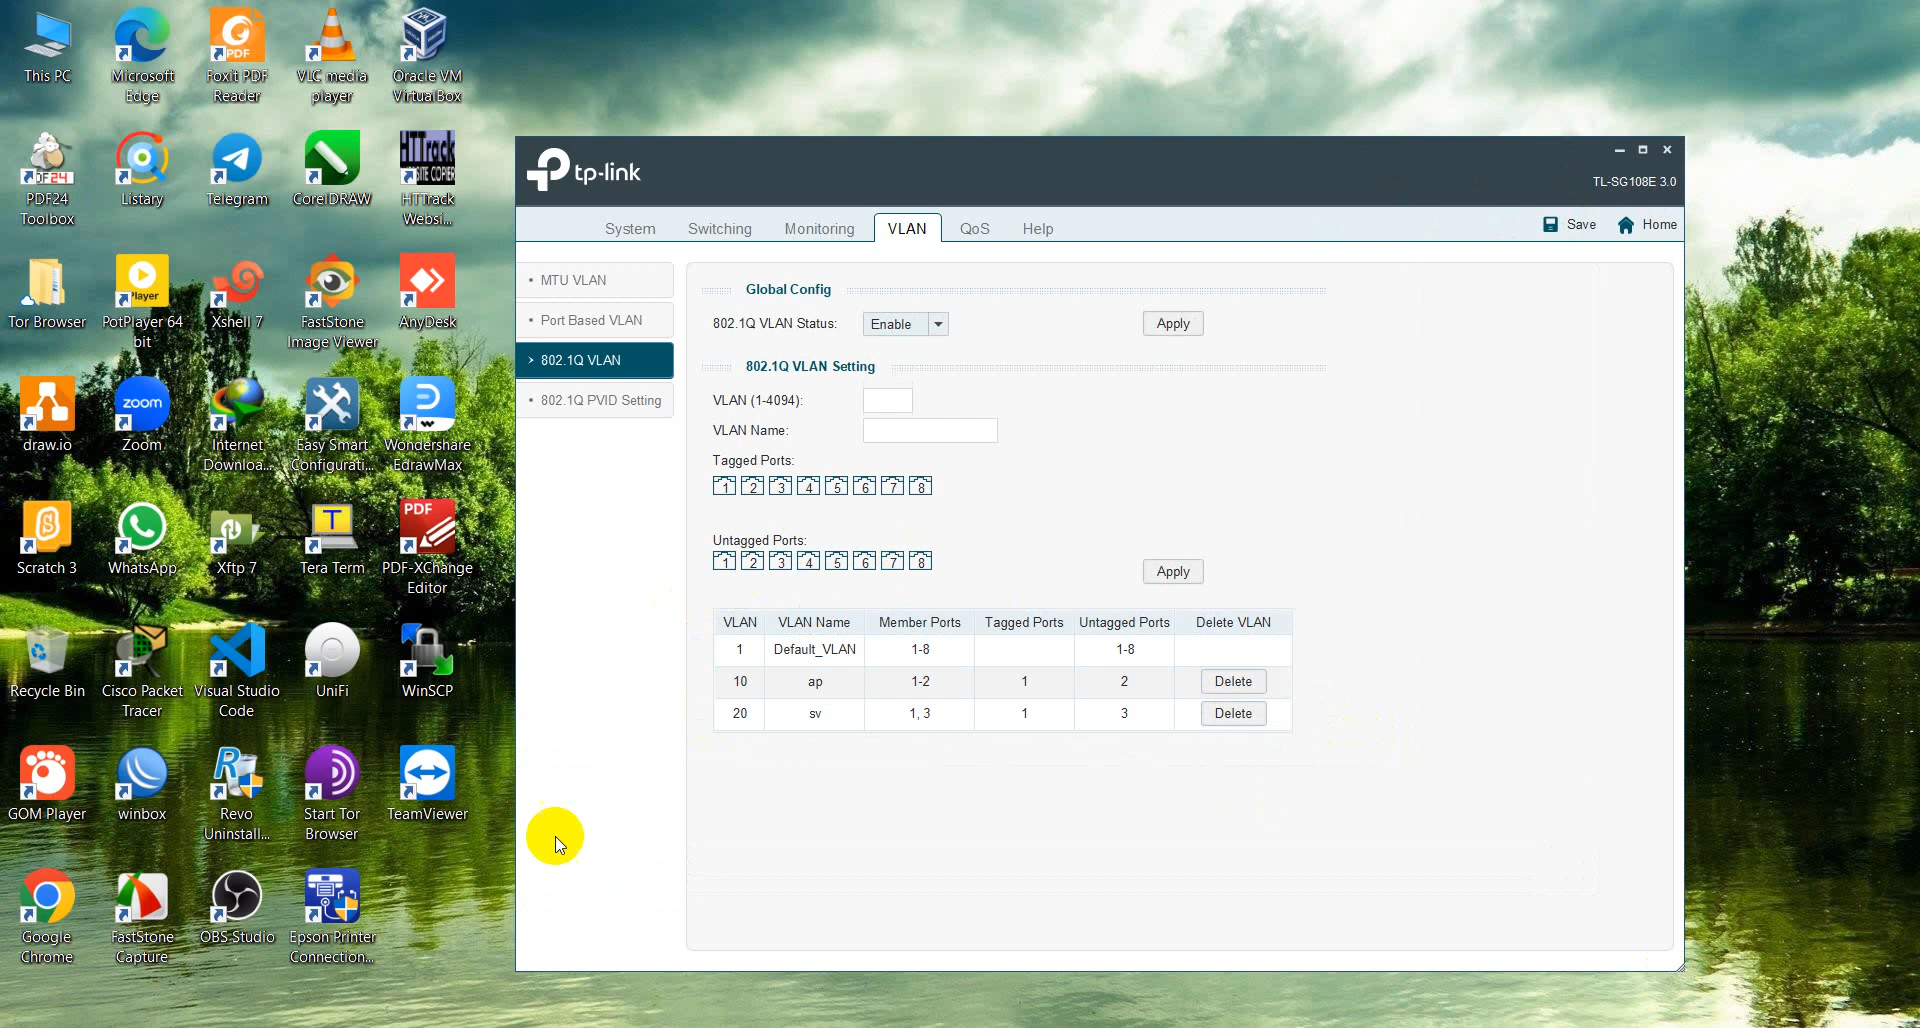 This PC
Microsoft
Edge
PDF
Foxit PDF
Reader
VLC media
player
Oracle VM
VirtualBox
PDF24
Toolbox
Listary
Telegram
CorelDRAW
HTTrack
HTTrack
Websi...
Tor Browser
Player
PotPlayer 64
bit
Xshell 7
FastStone
Image Viewer
AnyDesk
draw.io
zoom
Zoom
Internet
Downloa...
Easy Smart
Configurati...
Wondershare
EdrawMax
Scratch 3
WhatsApp
Xftp 7
T
Tera Term
PDF
PDF-XChange
Editor
Recycle Bin
Cisco Packet
Tracer
Visual Studio
Code
UniFi
WinSCP
GOM Player
winbox
Revo
Uninstall...
Start Tor
Browser
TeamViewer
Google
Chrome
FastStone
Capture
OBS Studio
Epson Printer
Connection...
tp-link
TL-SG108E 3.0
System Switching Monitoring VLAN QoS Help Save Home
MTU VLAN
Port Based VLAN
802.1Q VLAN
802.1Q PVID Setting
Global Config
802.1Q VLAN Status: Enable Apply
802.1Q VLAN Setting
VLAN (1-4094):
VLAN Name:
Tagged Ports:
1 2 3 4 5 6 7 8
Untagged Ports:
1 2 3 4 5 6 7 8
Apply
VLAN VLAN Name Member Ports Tagged Ports Untagged Ports Delete VLAN
1 Default_VLAN 1-8 1-8
10 ap 1-2 1 2 Delete
20 sv 1, 3 1 3 Delete